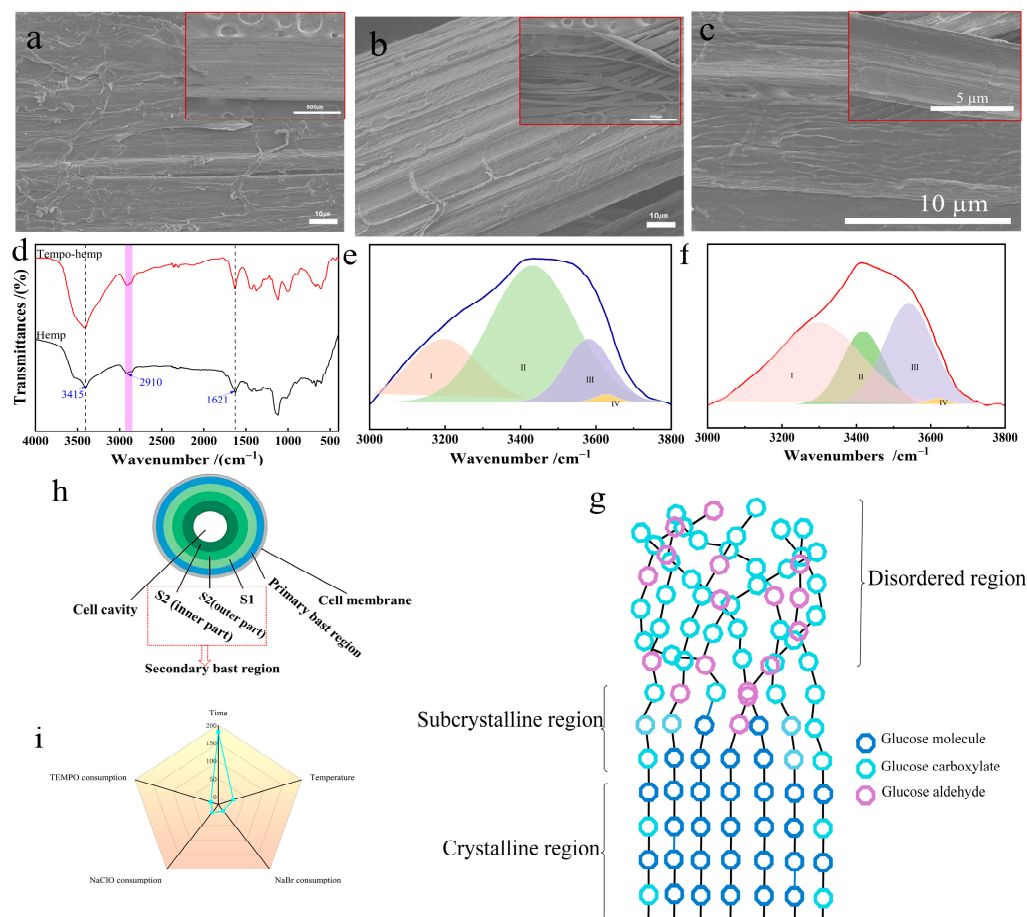 a
500μm
10μm
b
10μm
c
5 μm
10 μm
d
Tempo-hemp
Hemp
3415
2910
1621
Transmittances /(%)
4000 3500 3000 2500 2000 1500 1000 500
Wavenumber /(cm−1)
e
I
II
III
IV
3000 3200 3400 3600 3800
Wavenumber /cm−1
f
I
II
III
IV
3000 3200 3400 3600 3800
Wavenumbers /cm−1
h
Cell cavity
S2 (inner part)
S2(outer part)
S1
Primary bast region
Cell membrane
Secondary bast region
g
Disordered region
Subcrystalline region
Crystalline region
Glucose molecule
Glucose carboxylate
Glucose aldehyde
i
Time
200
150
100
50
0
TEMPO consumption
Temperature
NaClO consumption
NaBr consumption